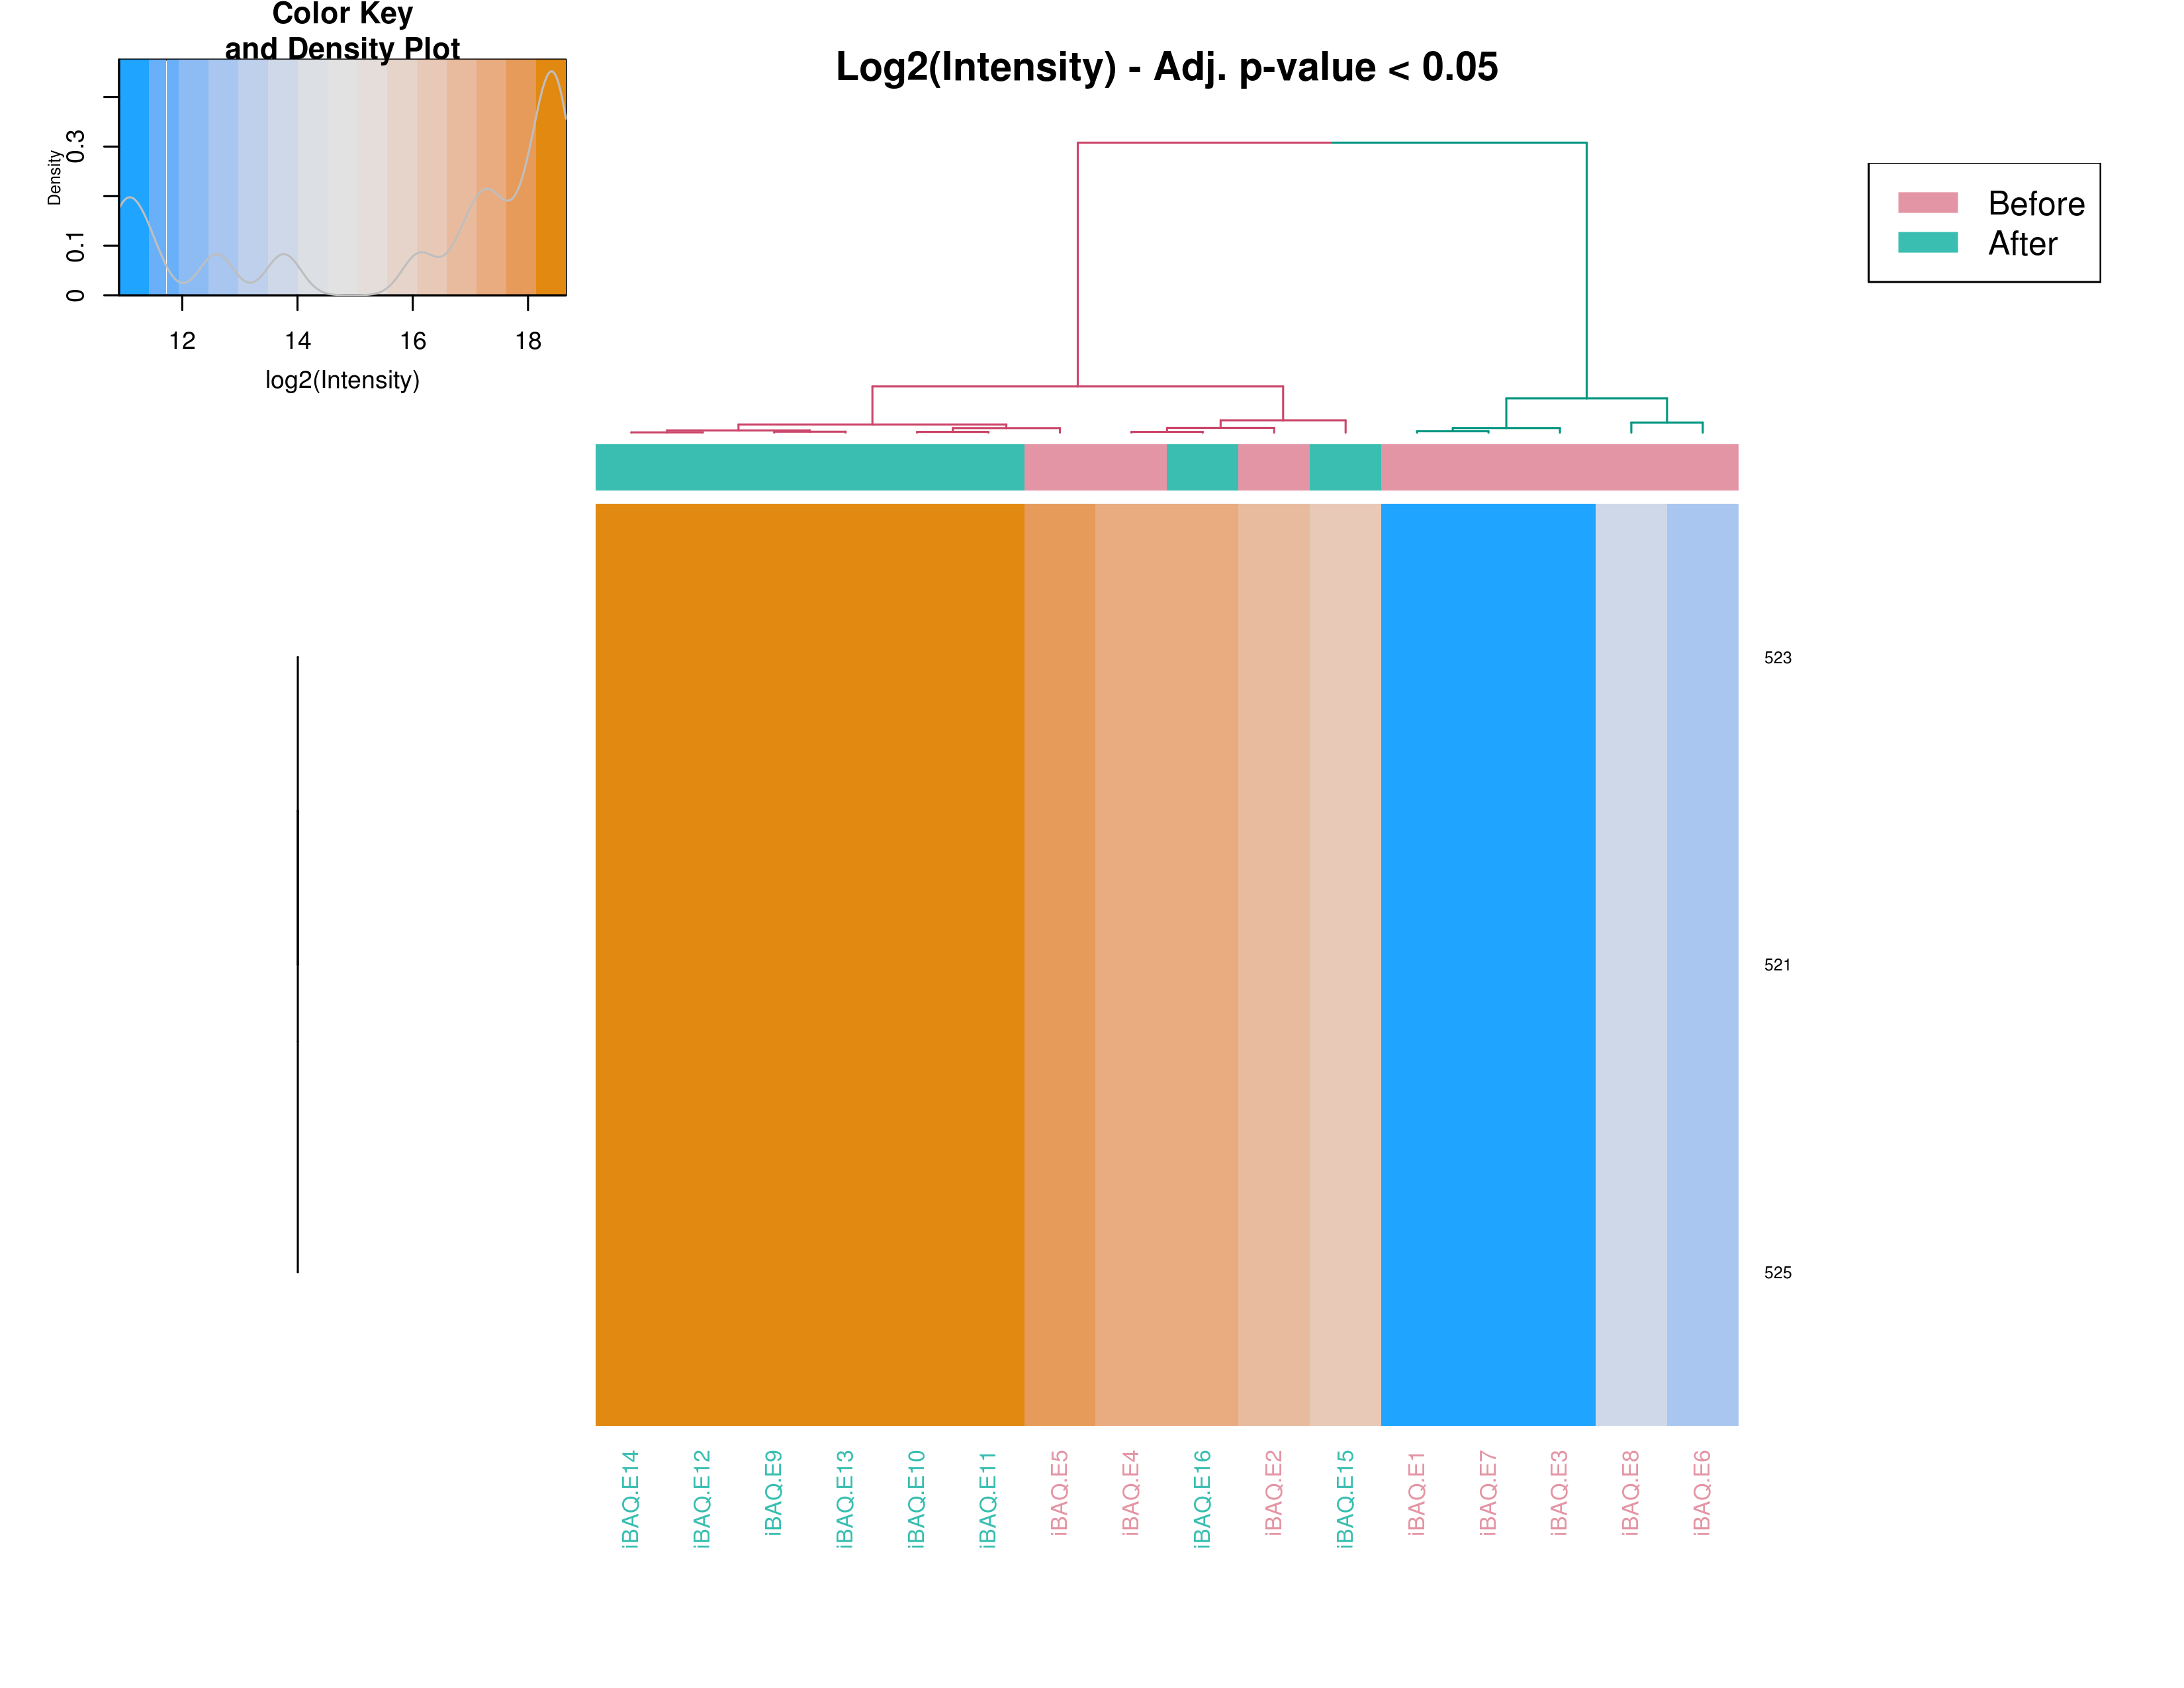 Color Key
and Density Plot
Log2(Intensity) - Adj. p-value < 0.05
Density
0 0.1 0.3
12 14 16 18
log2(Intensity)
Before
After
523
521
525
iBAQ.E14 iBAQ.E12 iBAQ.E9 iBAQ.E13 iBAQ.E10 iBAQ.E11 iBAQ.E5 iBAQ.E4 iBAQ.E16 iBAQ.E2 iBAQ.E15 iBAQ.E1 iBAQ.E7 iBAQ.E3 iBAQ.E8 iBAQ.E6